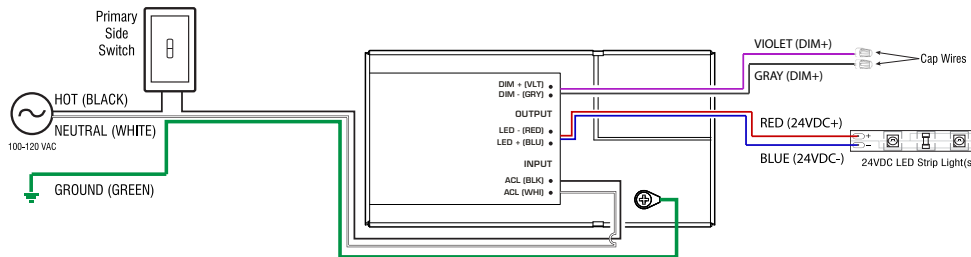 Primary
Side
Switch
HOT (BLACK)
NEUTRAL (WHITE)
100-120 VAC
GROUND (GREEN)
DIM + (VLT)
DIM - (GRY)
OUTPUT
LED - (RED)
LED + (BLU)
INPUT
ACL (BLK)
ACL (WHI)
VIOLET (DIM+)
GRAY (DIM+)
Cap Wires
RED (24VDC+)
BLUE (24VDC-)
+
–
24VDC LED Strip Light(s